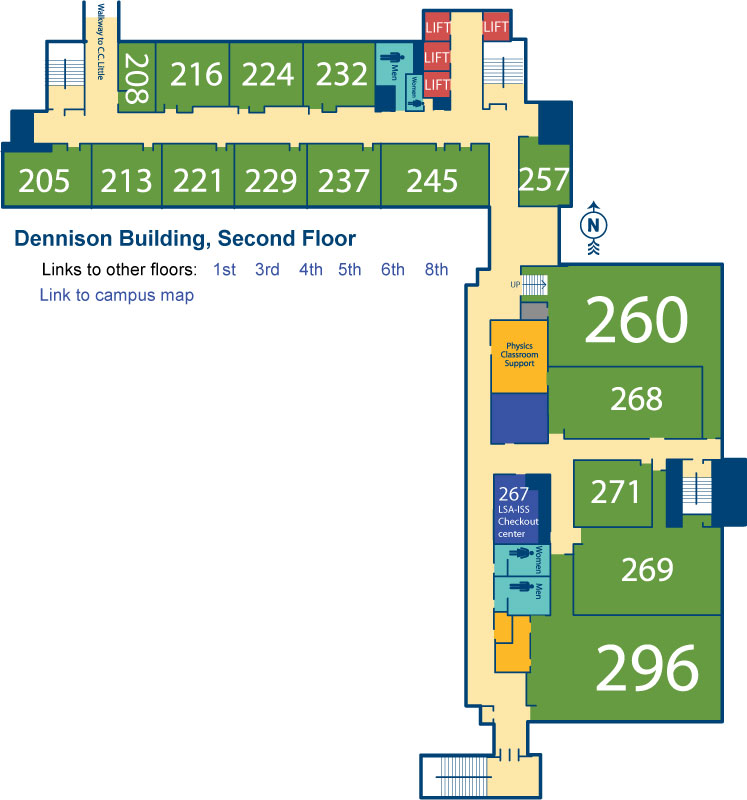 Walkway to C.C. Little
LIFT
LIFT
LIFT
LIFT
208
216
224
232
Men
Women
205
213
221
229
237
245
257
N
Dennison Building, Second Floor
Links to other floors: 1st 3rd 4th 5th 6th 8th
Link to campus map
UP
260
Physics
Classroom
Support
268
267
LSA-ISS
Checkout
center
271
Women
Men
269
296